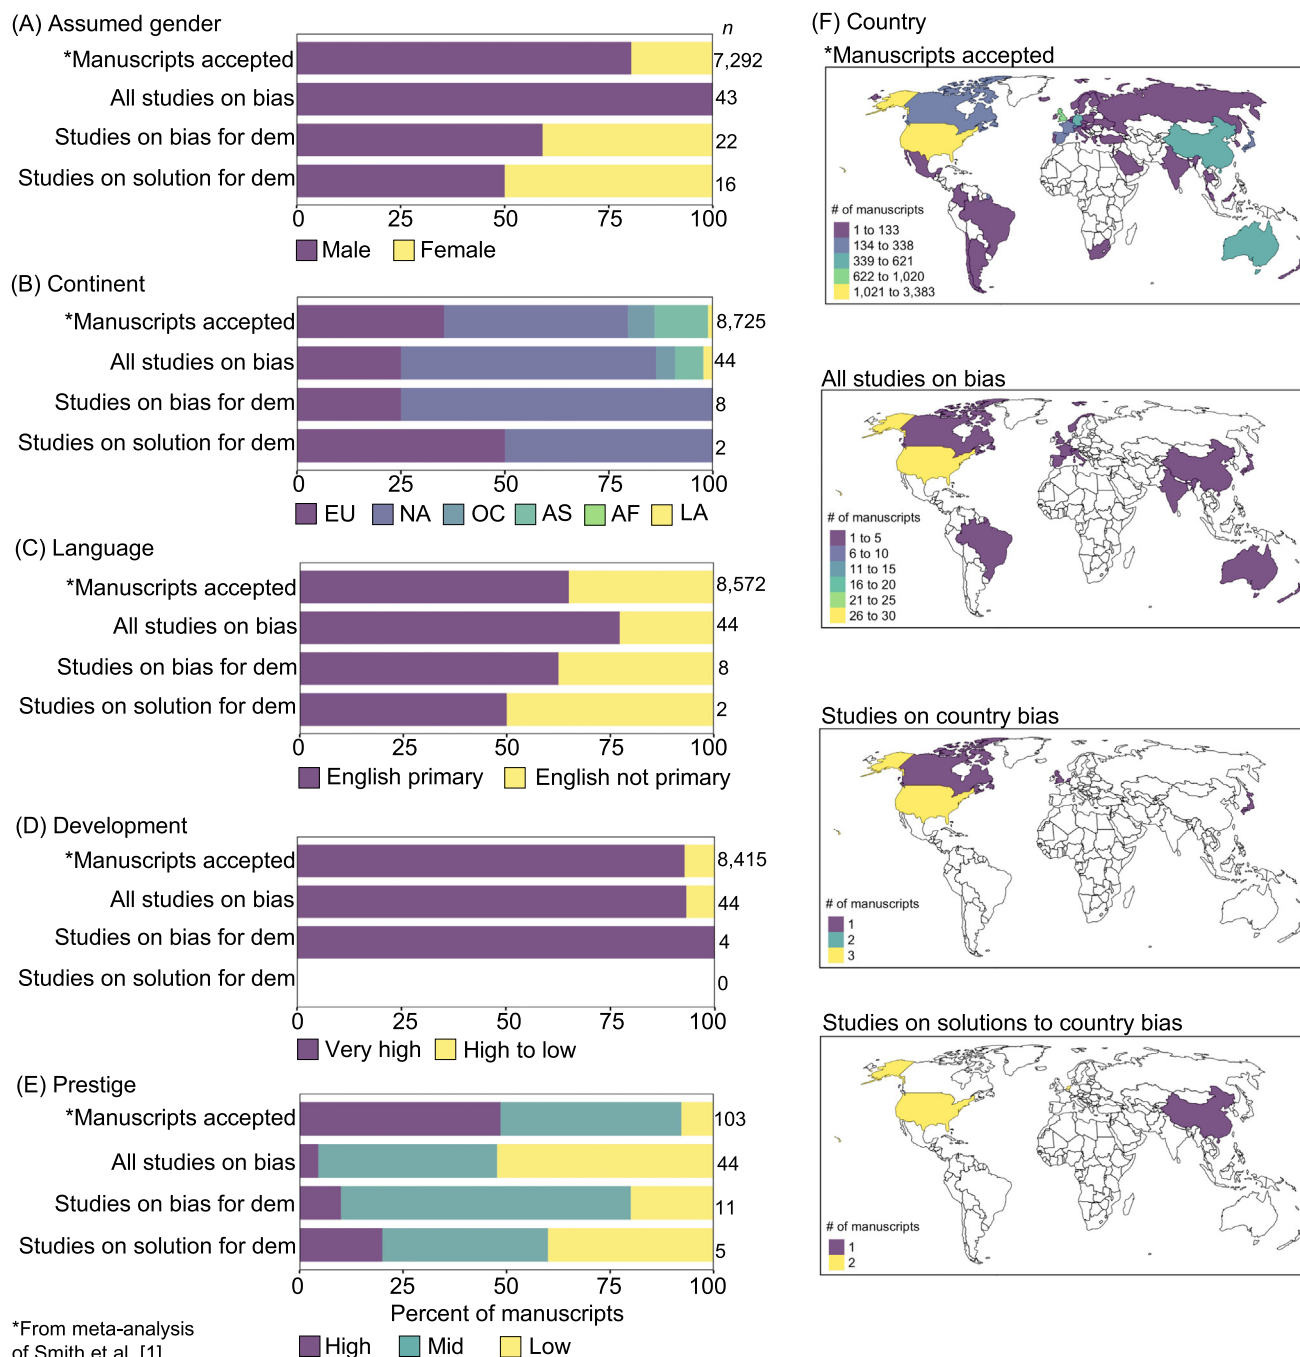 (A) Assumed gender
n
*Manuscripts accepted
7,292
All studies on bias
43
Studies on bias for dem
22
Studies on solution for dem
16
0 25 50 75 100
Male Female
(B) Continent
*Manuscripts accepted
8,725
All studies on bias
44
Studies on bias for dem
8
Studies on solution for dem
2
0 25 50 75 100
EU NA OC AS AF LA
(C) Language
*Manuscripts accepted
8,572
All studies on bias
44
Studies on bias for dem
8
Studies on solution for dem
2
0 25 50 75 100
English primary English not primary
(D) Development
*Manuscripts accepted
8,415
All studies on bias
44
Studies on bias for dem
4
Studies on solution for dem
0
0 25 50 75 100
Very high High to low
(E) Prestige
*Manuscripts accepted
103
All studies on bias
44
Studies on bias for dem
11
Studies on solution for dem
5
0 25 50 75 100
Percent of manuscripts
High Mid Low
*From meta-analysis
of Smith et al. [1]
(F) Country
*Manuscripts accepted
# of manuscripts
1 to 133
134 to 338
339 to 621
622 to 1,020
1,021 to 3,383
All studies on bias
# of manuscripts
1 to 5
6 to 10
11 to 15
16 to 20
21 to 25
26 to 30
Studies on country bias
# of manuscripts
1
2
3
Studies on solutions to country bias
# of manuscripts
1
2